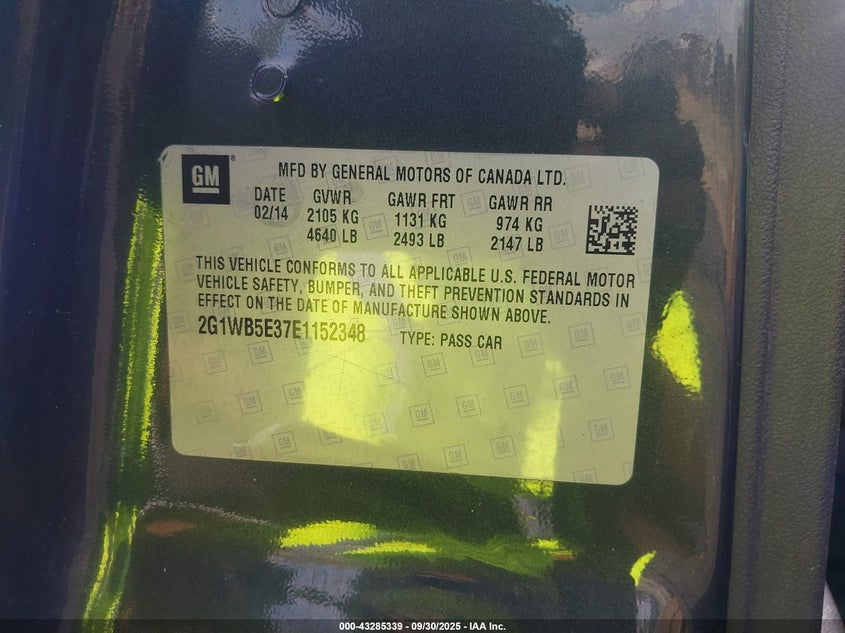 GM ® MFD BY GENERAL MOTORS OF CANADA LTD.
DATE GVWR GAWR FRT GAWR RR
02/14 2105 KG 1131 KG 974 KG
4640 LB 2493 LB 2147 LB
THIS VEHICLE CONFORMS TO ALL APPLICABLE U.S. FEDERAL MOTOR
VEHICLE SAFETY, BUMPER, AND THEFT PREVENTION STANDARDS IN
EFFECT ON THE DATE OF MANUFACTURE SHOWN ABOVE.
2G1WB5E37E1152348 TYPE: PASS CAR
000-43285339 - 09/30/2025 - IAA Inc.